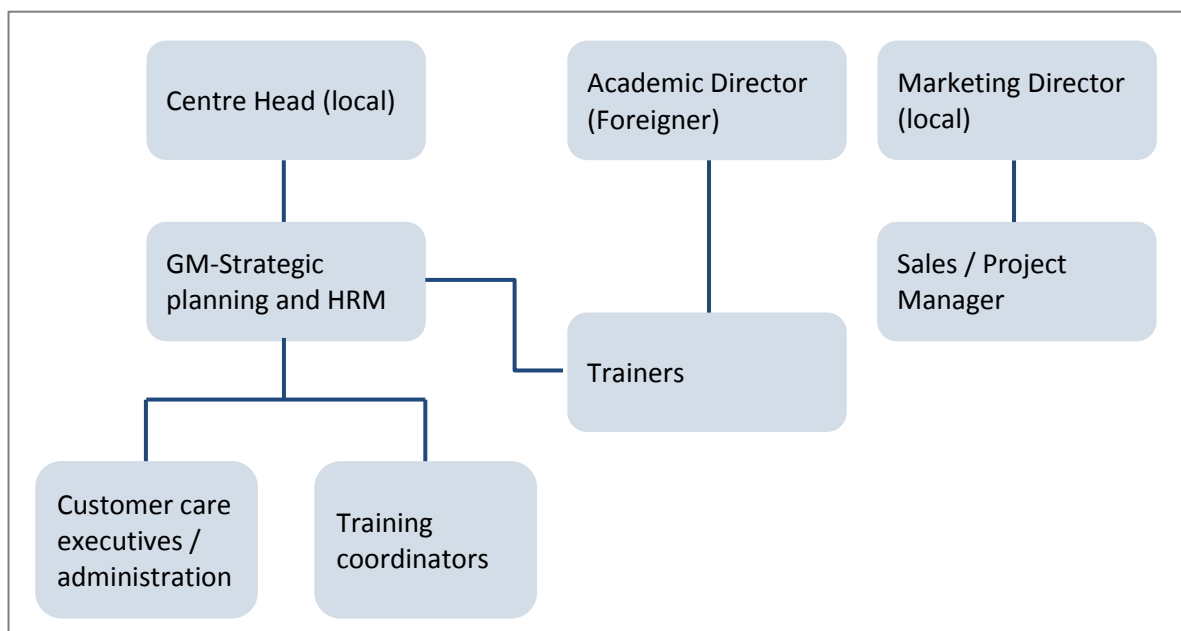 Centre Head (local)
Academic Director
(Foreigner)
Marketing Director
(local)
GM-Strategic
planning and HRM
Sales / Project
Manager
Trainers
Customer care
executives /
administration
Training
coordinators